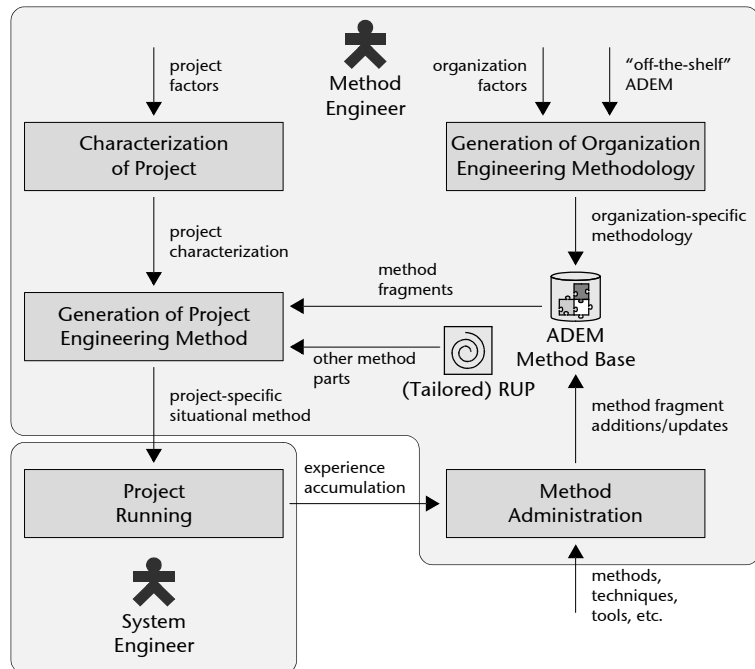 project
factors
Method
Engineer
organization
factors
“off-the-shelf”
ADEM
Characterization
of Project
Generation of Organization
Engineering Methodology
project
characterization
organization-specific
methodology
method
fragments
Generation of Project
Engineering Method
ADEM
Method Base
other method
parts
(Tailored) RUP
project-specific
situational method
method fragment
additions/updates
Project
Running
experience
accumulation
Method
Administration
System
Engineer
methods,
techniques,
tools, etc.